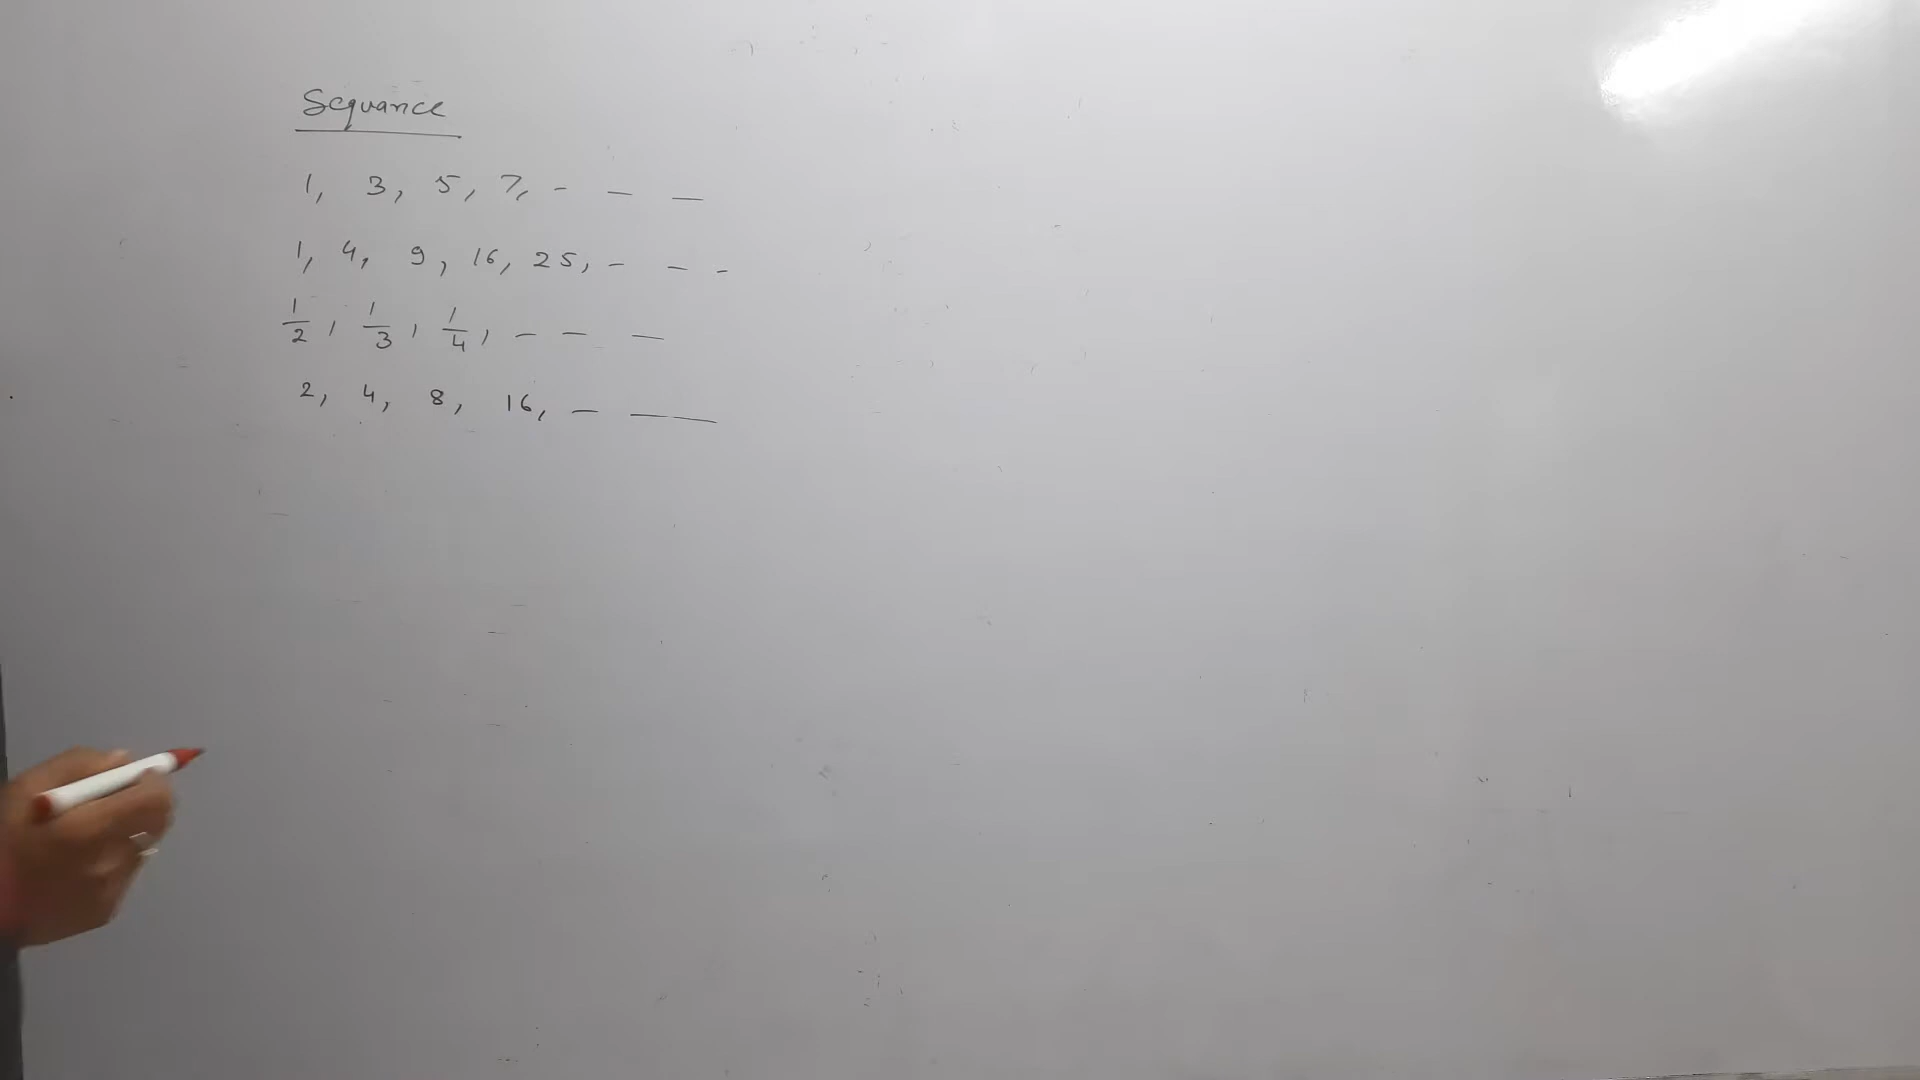 Sequance
1, 3, 5, 7, - - -
1, 4, 9, 16, 25, - - -
1/2, 1/3, 1/4, - - -
2, 4, 8, 16, - -